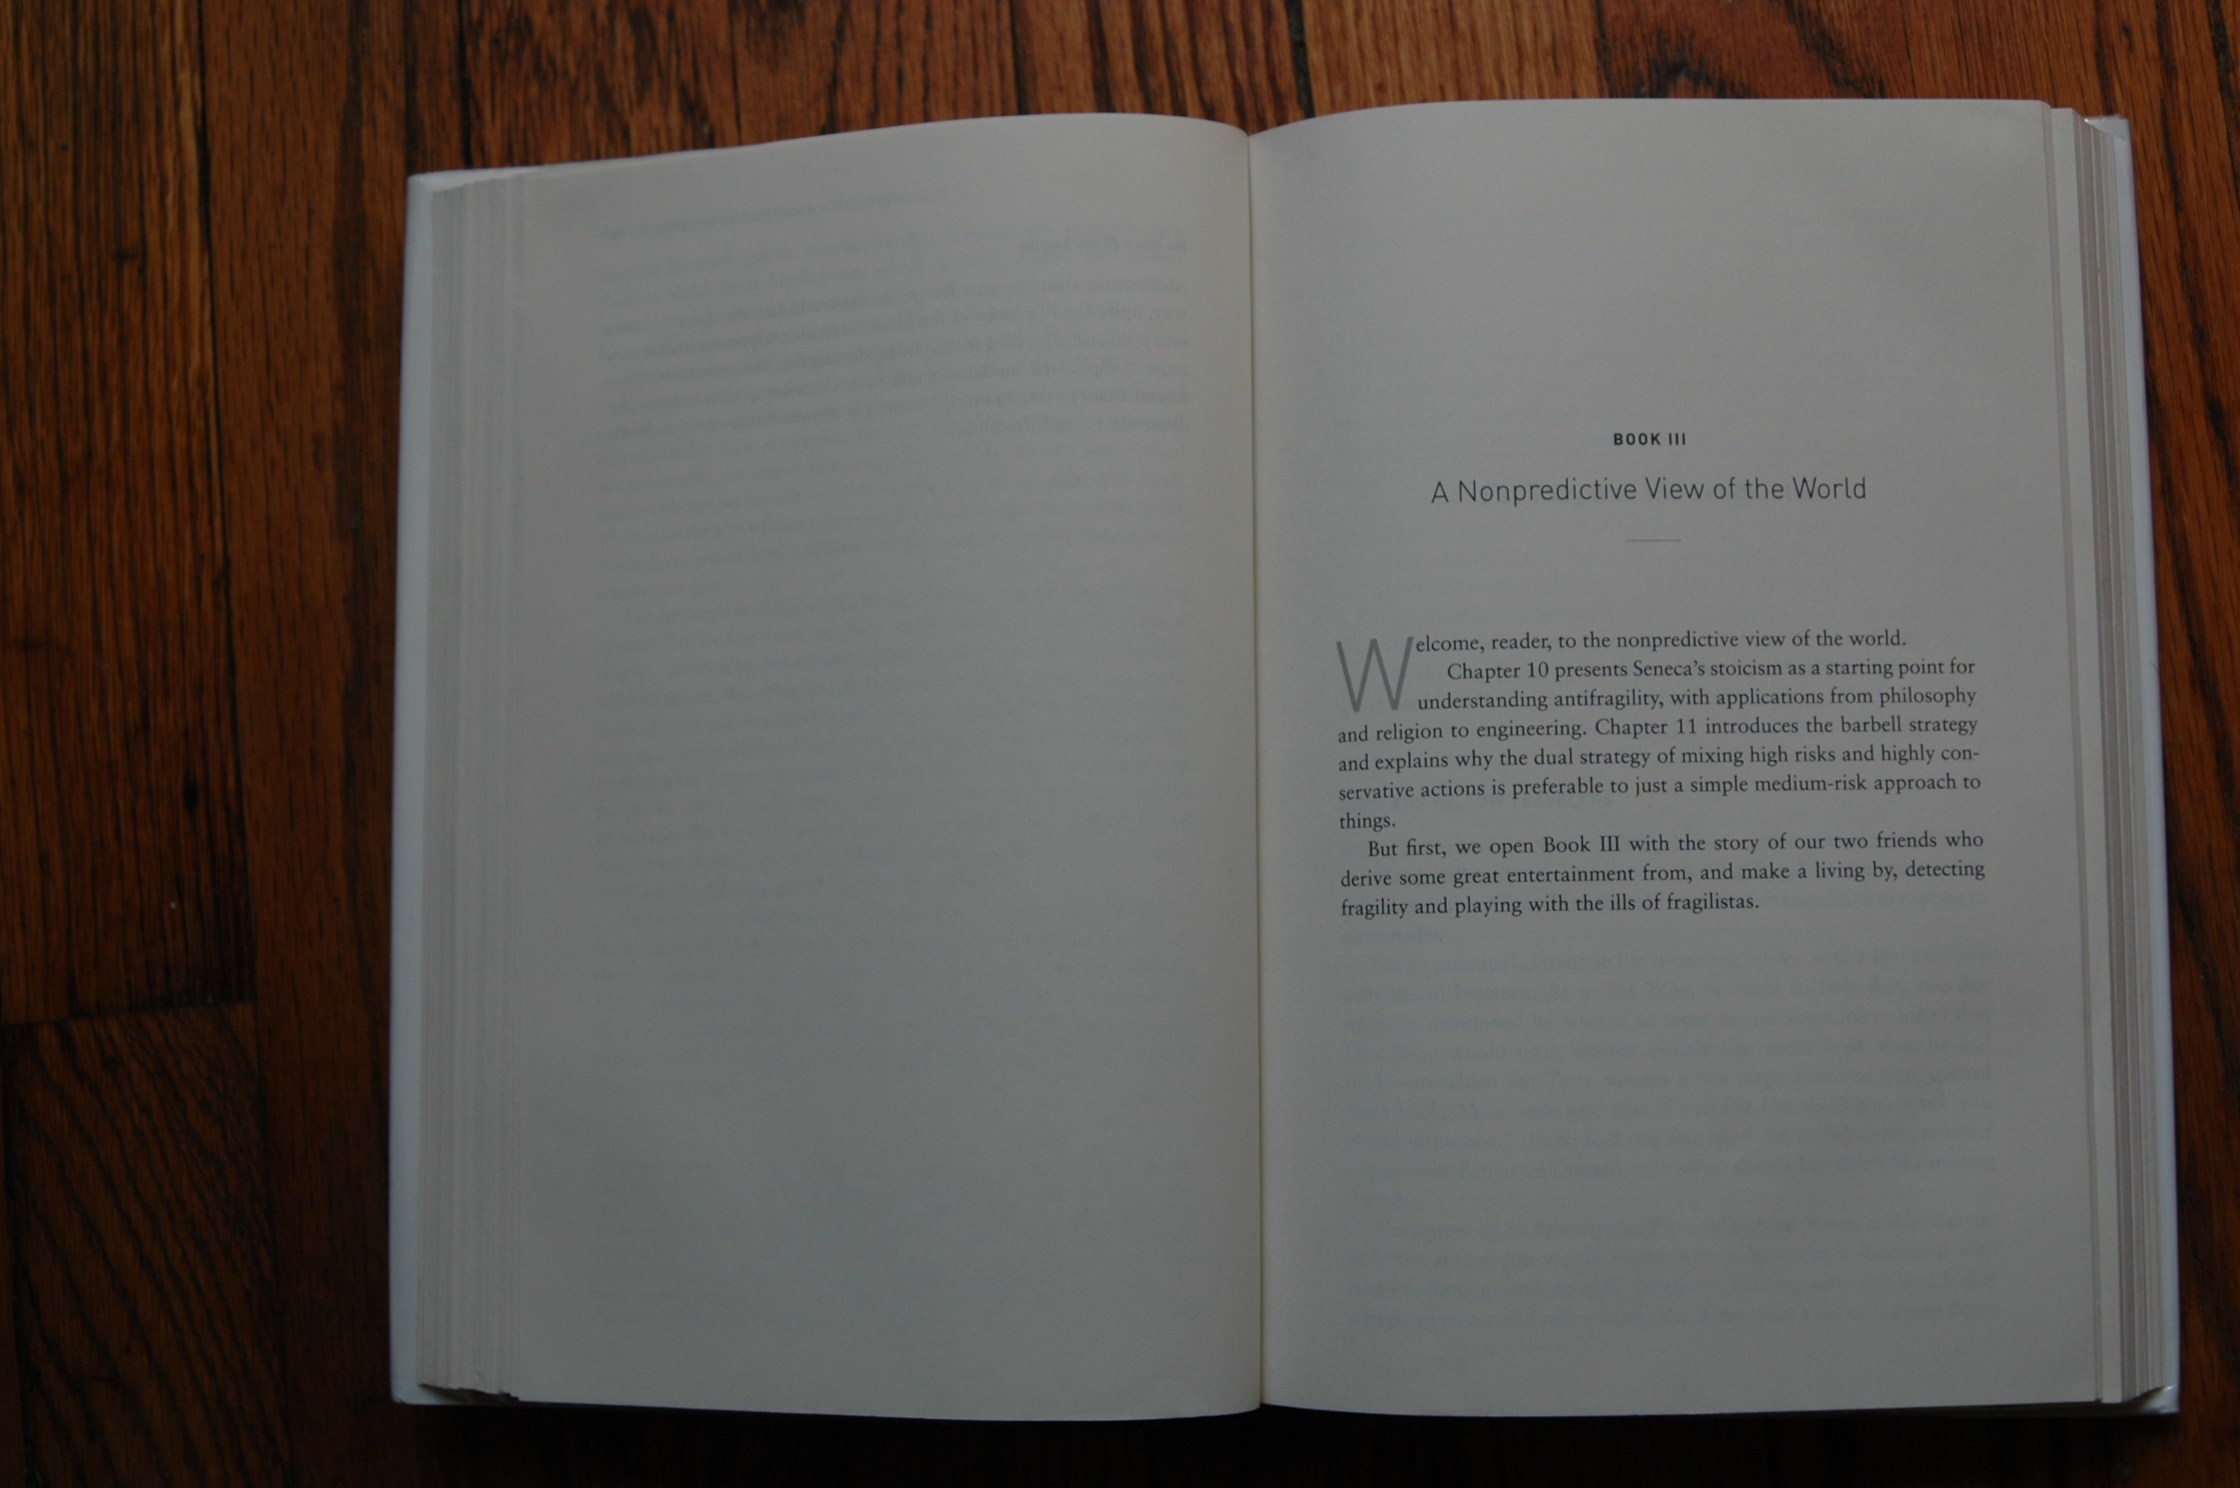 BOOK III
A Nonpredictive View of the World
Welcome, reader, to the nonpredictive view of the world.
Chapter 10 presents Seneca's stoicism as a starting point for
understanding antifragility, with applications from philosophy
and religion to engineering. Chapter 11 introduces the barbell strategy
and explains why the dual strategy of mixing high risks and highly con-
servative actions is preferable to just a simple medium-risk approach to
things.
But first, we open Book III with the story of our two friends who
derive some great entertainment from, and make a living by, detecting
fragility and playing with the ills of fragilistas.